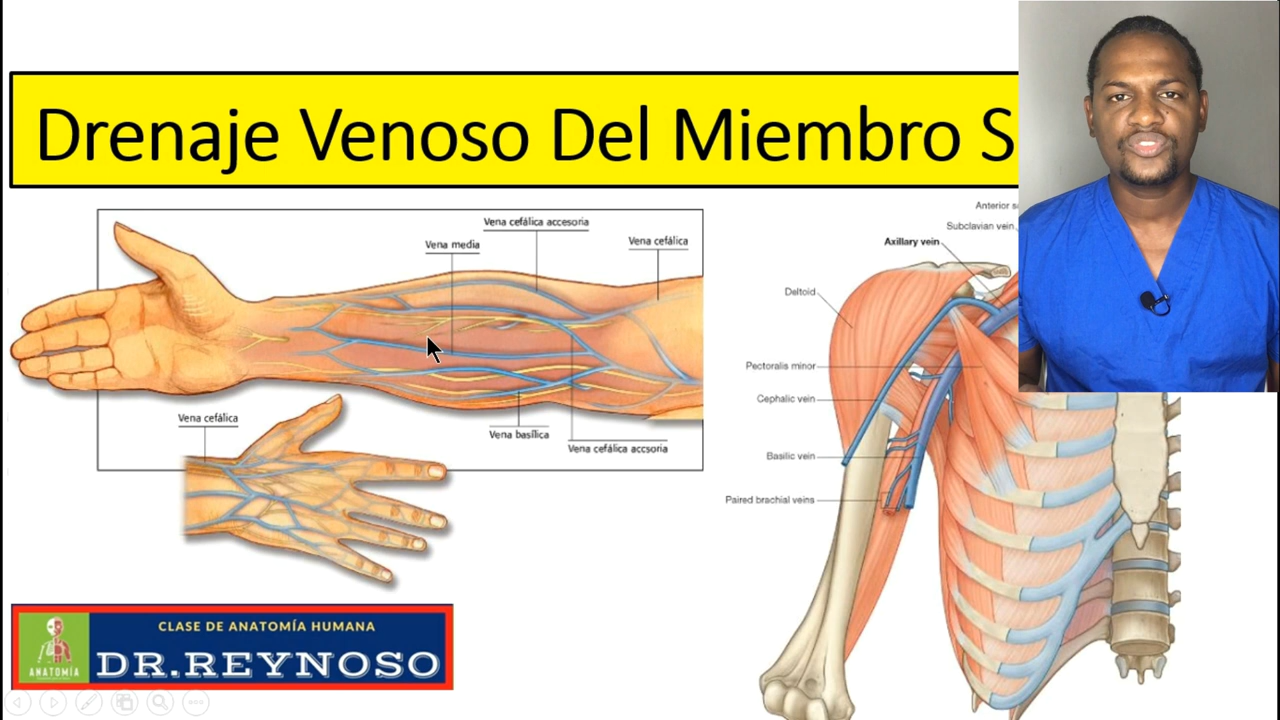 Drenaje Venoso Del Miembro S
Vena cefálica accesoria
Vena media
Vena cefálica
Vena basílica
Vena cefálica accsoria
Vena cefálica
Anterior s
Subclavian vein
Axillary vein
Deltoid
Pectoralis minor
Cephalic vein
Basilic vein
Paired brachial veins
CLASE DE ANATOMÍA HUMANA
DR.REYNOSO
ANATOMÍA